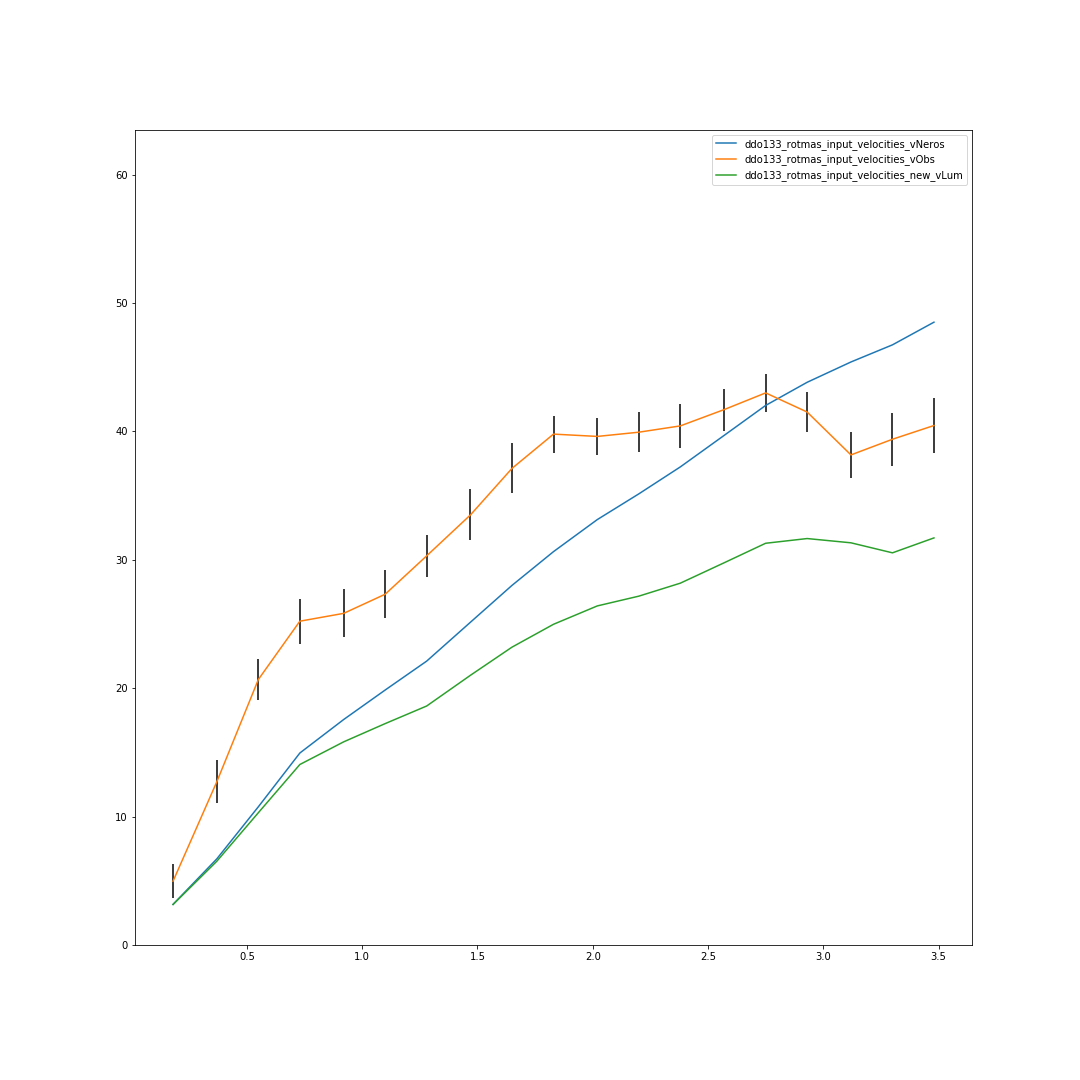 ddo133_rotmas_input_velocities_vNeros
ddo133_rotmas_input_velocities_vObs
ddo133_rotmas_input_velocities_new_vLum
60
50
40
30
20
10
0
0.5 1.0 1.5 2.0 2.5 3.0 3.5